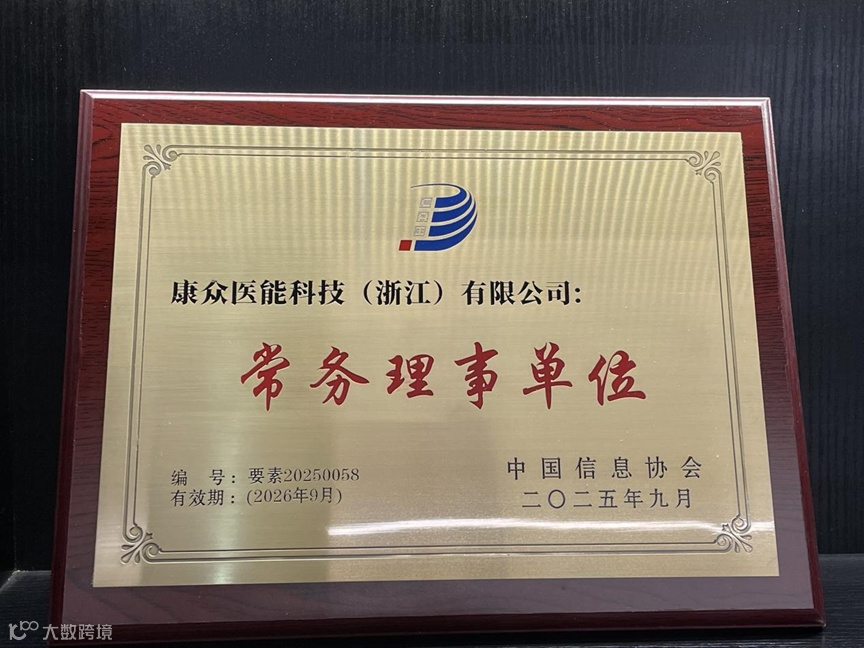 康众医能科技（浙江）有限公司：
常务理事单位
编 号：要素20250058
有效期：(2026年9月)
中国信息协会
二〇二五年九月
大数跨境